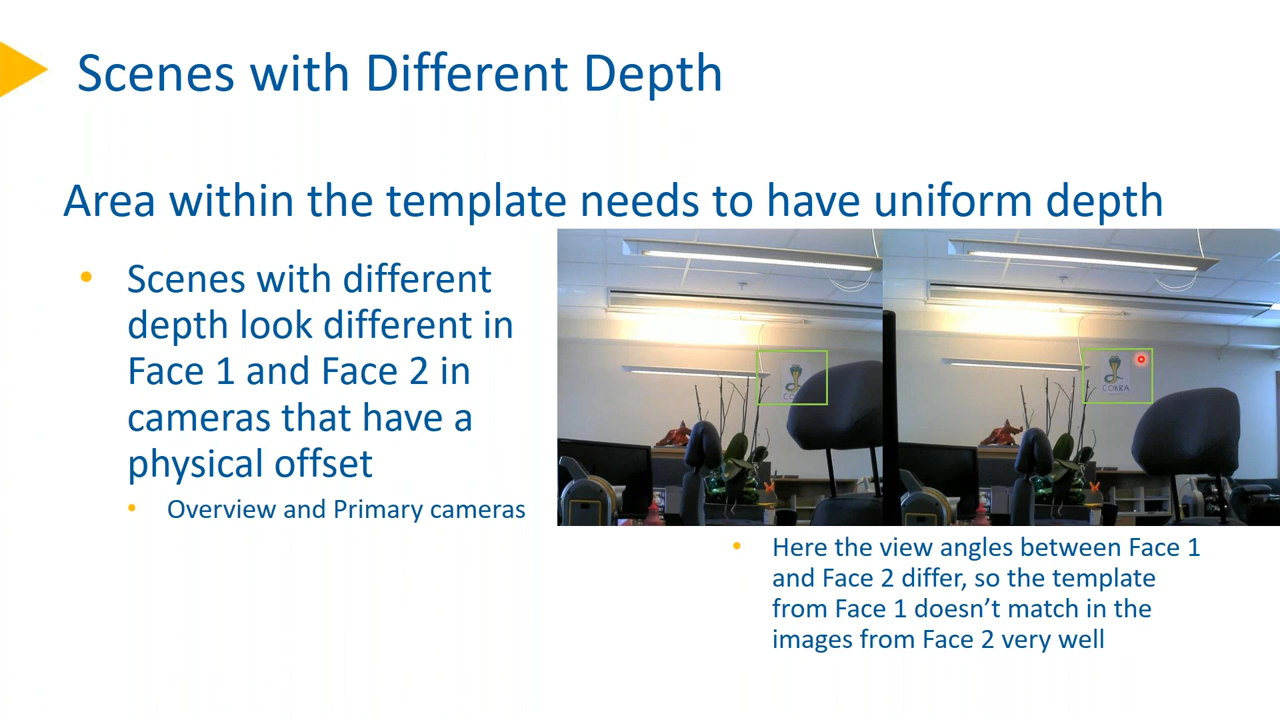 Scenes with Different Depth
Area within the template needs to have uniform depth
• Scenes with different
depth look different in
Face 1 and Face 2 in
cameras that have a
physical offset
• Overview and Primary cameras
CO
COBRA
• Here the view angles between Face 1
and Face 2 differ, so the template
from Face 1 doesn’t match in the
images from Face 2 very well